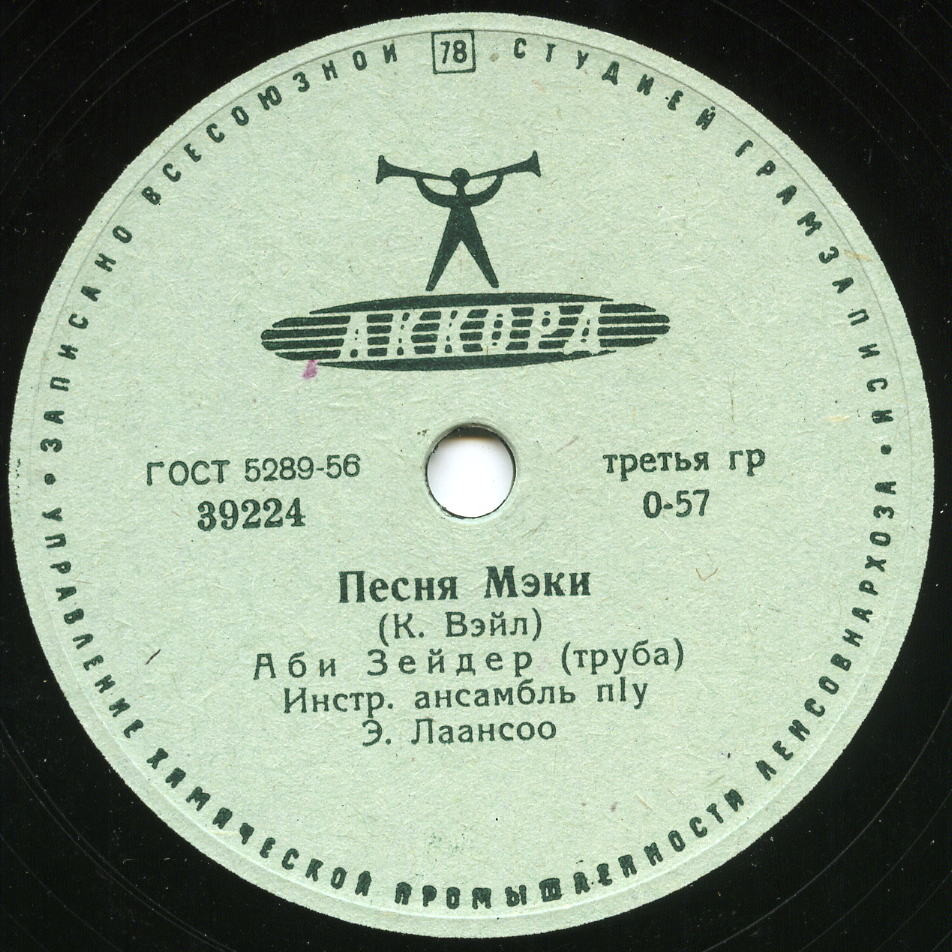 ЗАПИСАНО ВСЕСОЮЗНОЙ 78 СТУДИЕЙ ГРАМЗАПИСИ
АККОРД
ГОСТ 5289-56
39224
третья гр
0-57
Песня Мэки
(К. Вэйл)
Аби Зейдер (труба)
Инстр. ансамбль п/у
Э. Лаансоо
• УПРАВЛЕНИЕ ХИМИЧЕСКОЙ ПРОМЫШЛЕННОСТИ ЛЕНСОВНАРХОЗА •